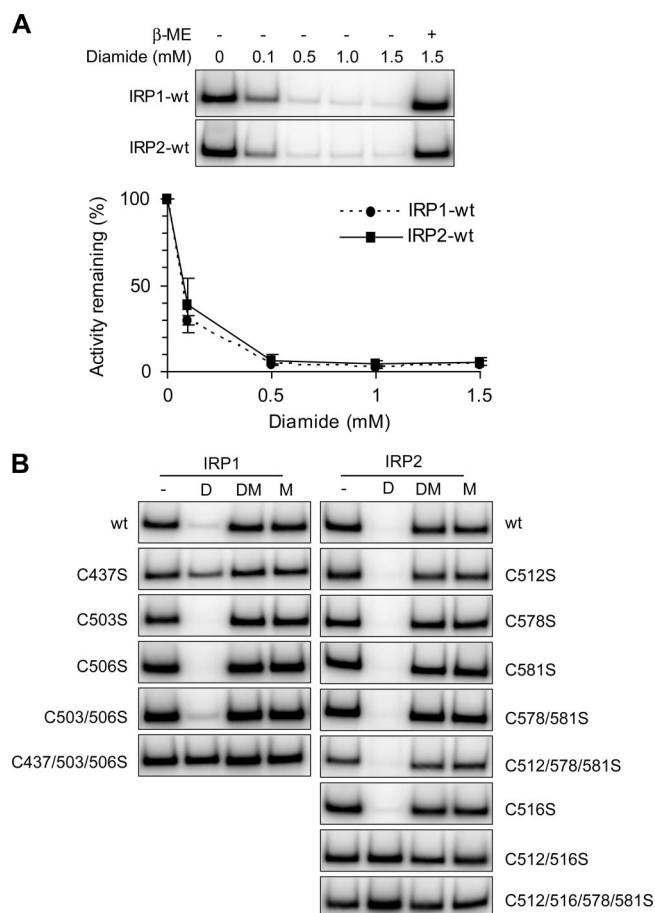 A
β-ME - - - - - +
Diamide (mM) 0 0.1 0.5 1.0 1.5 1.5
IRP1-wt
IRP2-wt
Activity remaining (%)
100
50
0
IRP1-wt
IRP2-wt
0 0.5 1 1.5
Diamide (mM)
B
IRP1 IRP2
- D DM M - D DM M
wt wt
C437S C512S
C503S C578S
C506S C581S
C503/506S C578/581S
C437/503/506S C512/578/581S
C516S
C512/516S
C512/516/578/581S